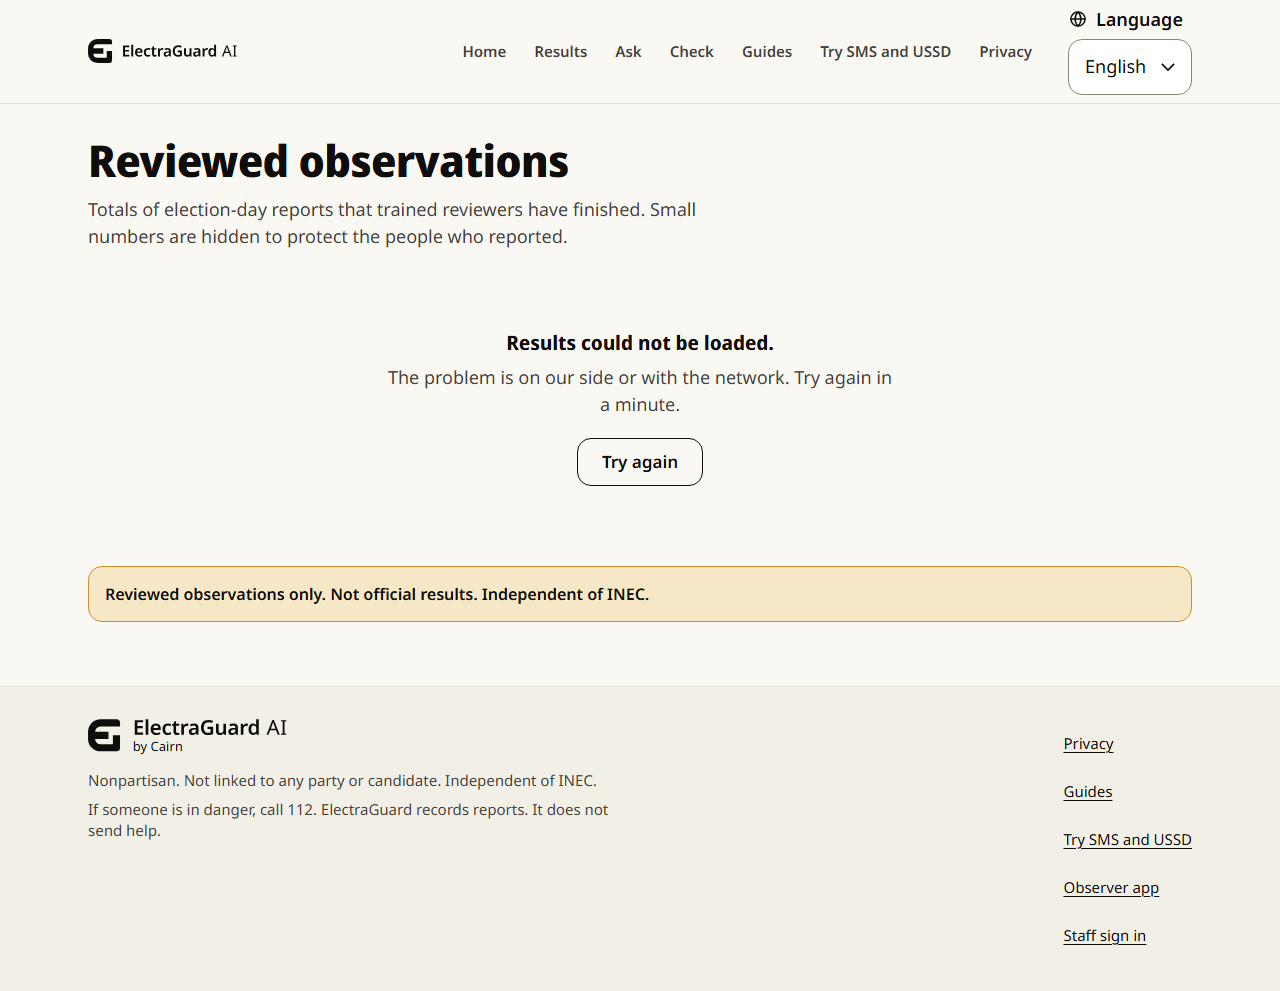 ElectraGuard AI
Home
Results
Ask
Check
Guides
Try SMS and USSD
Privacy
Language
English
Reviewed observations
Totals of election-day reports that trained reviewers have finished. Small
numbers are hidden to protect the people who reported.
Results could not be loaded.
The problem is on our side or with the network. Try again in
a minute.
Try again
Reviewed observations only. Not official results. Independent of INEC.
ElectraGuard AI
by Cairn
Nonpartisan. Not linked to any party or candidate. Independent of INEC.
If someone is in danger, call 112. ElectraGuard records reports. It does not
send help.
Privacy
Guides
Try SMS and USSD
Observer app
Staff sign in